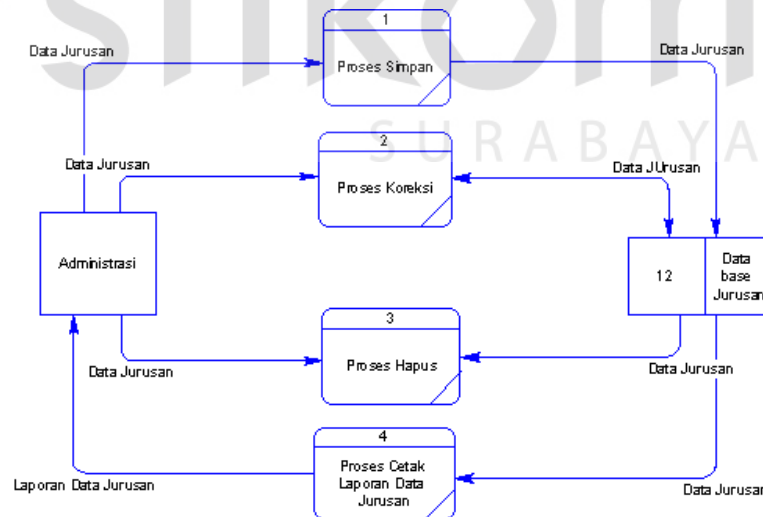 stikom
SURABAYA
1
Data Jurusan
Proses Simpan
Data Jurusan
2
Data Jurusan
Proses Koreksi
Data JUrusan
Administrasi
12
Data
base
Jurusan
3
Proses Hapus
Data Jurusan
Data Jurusan
4
Proses Cetak
Laporan Data
Jurusan
Laporan Data Jurusan
Data Jurusan